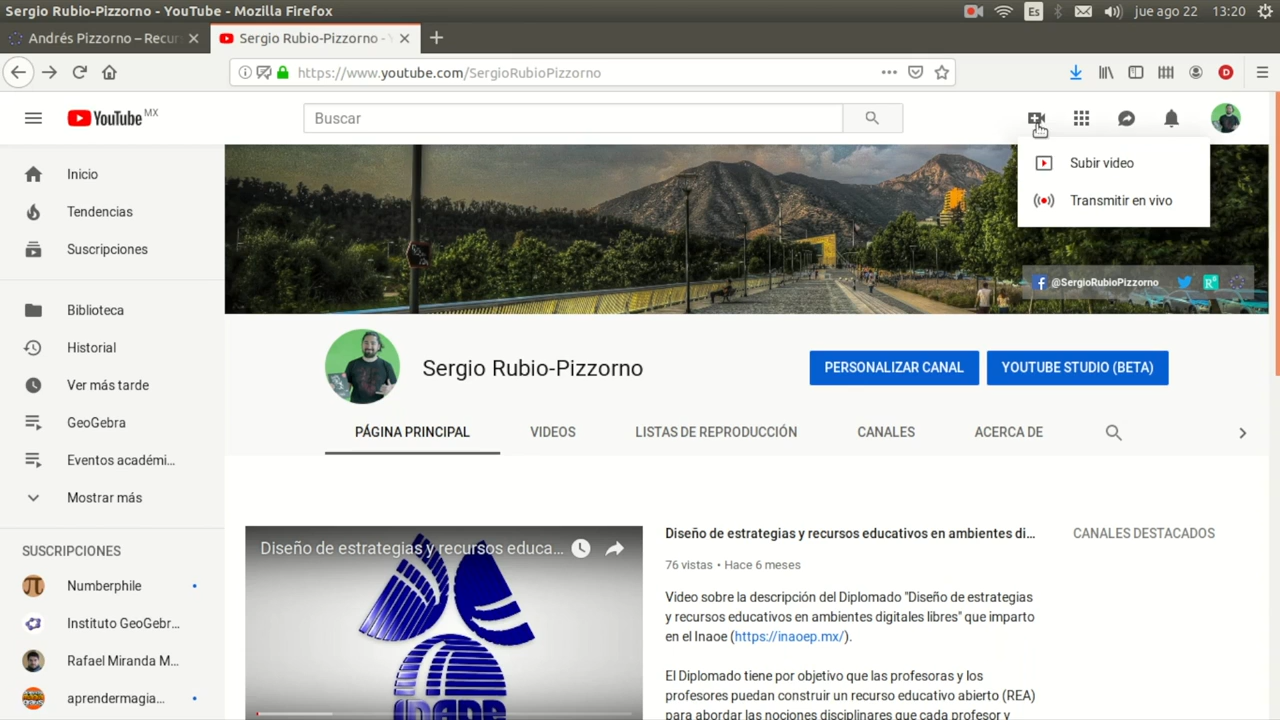 Sergio Rubio-Pizzorno - YouTube - Mozilla Firefox
Es
jue ago 22
13:20
Andrés Pizzorno – Recur
Sergio Rubio-Pizzorno -
https://www.youtube.com/SergioRubioPizzorno
D
YouTube MX
Buscar
Subir video
Transmitir en vivo
Inicio
Tendencias
Suscripciones
Biblioteca
Historial
Ver más tarde
GeoGebra
Eventos académi...
Mostrar más
SUSCRIPCIONES
Numberphile
Instituto GeoGebr...
Rafael Miranda M...
aprendermagia...
@SergioRubioPizzorno
Sergio Rubio-Pizzorno
PERSONALIZAR CANAL
YOUTUBE STUDIO (BETA)
PÁGINA PRINCIPAL
VIDEOS
LISTAS DE REPRODUCCIÓN
CANALES
ACERCA DE
Diseño de estrategias y recursos educa...
INAOE
Diseño de estrategias y recursos educativos en ambientes di...
76 vistas • Hace 6 meses
Video sobre la descripción del Diplomado "Diseño de estrategias
y recursos educativos en ambientes digitales libres" que imparto
en el Inaoe (https://inaoep.mx/).
El Diplomado tiene por objetivo que las profesoras y los
profesores puedan construir un recurso educativo abierto (REA)
para abordar las nociones disciplinares que cada profesor y
CANALES DESTACADOS